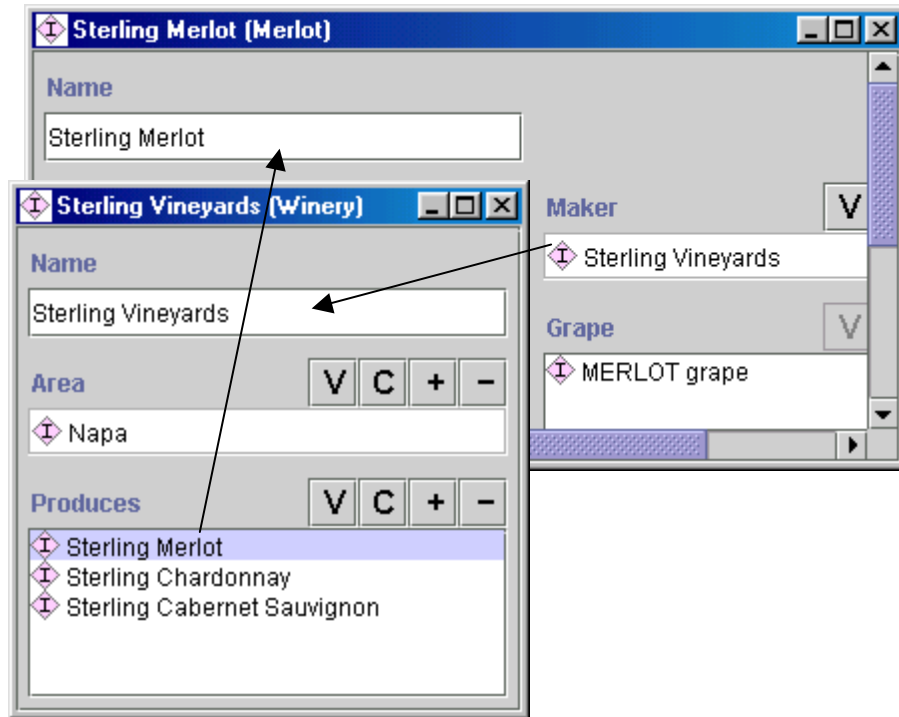 Sterling Merlot (Merlot)
Name
Sterling Merlot
Maker V
Sterling Vineyards
Grape V
MERLOT grape
Sterling Vineyards (Winery)
Name
Sterling Vineyards
Area V C + −
Napa
Produces V C + −
Sterling Merlot
Sterling Chardonnay
Sterling Cabernet Sauvignon